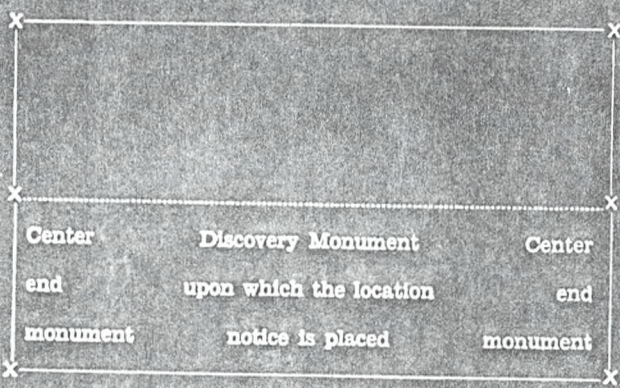 X X
X X
Center Discovery Monument Center
end upon which the location end
monument notice is placed monument
X X